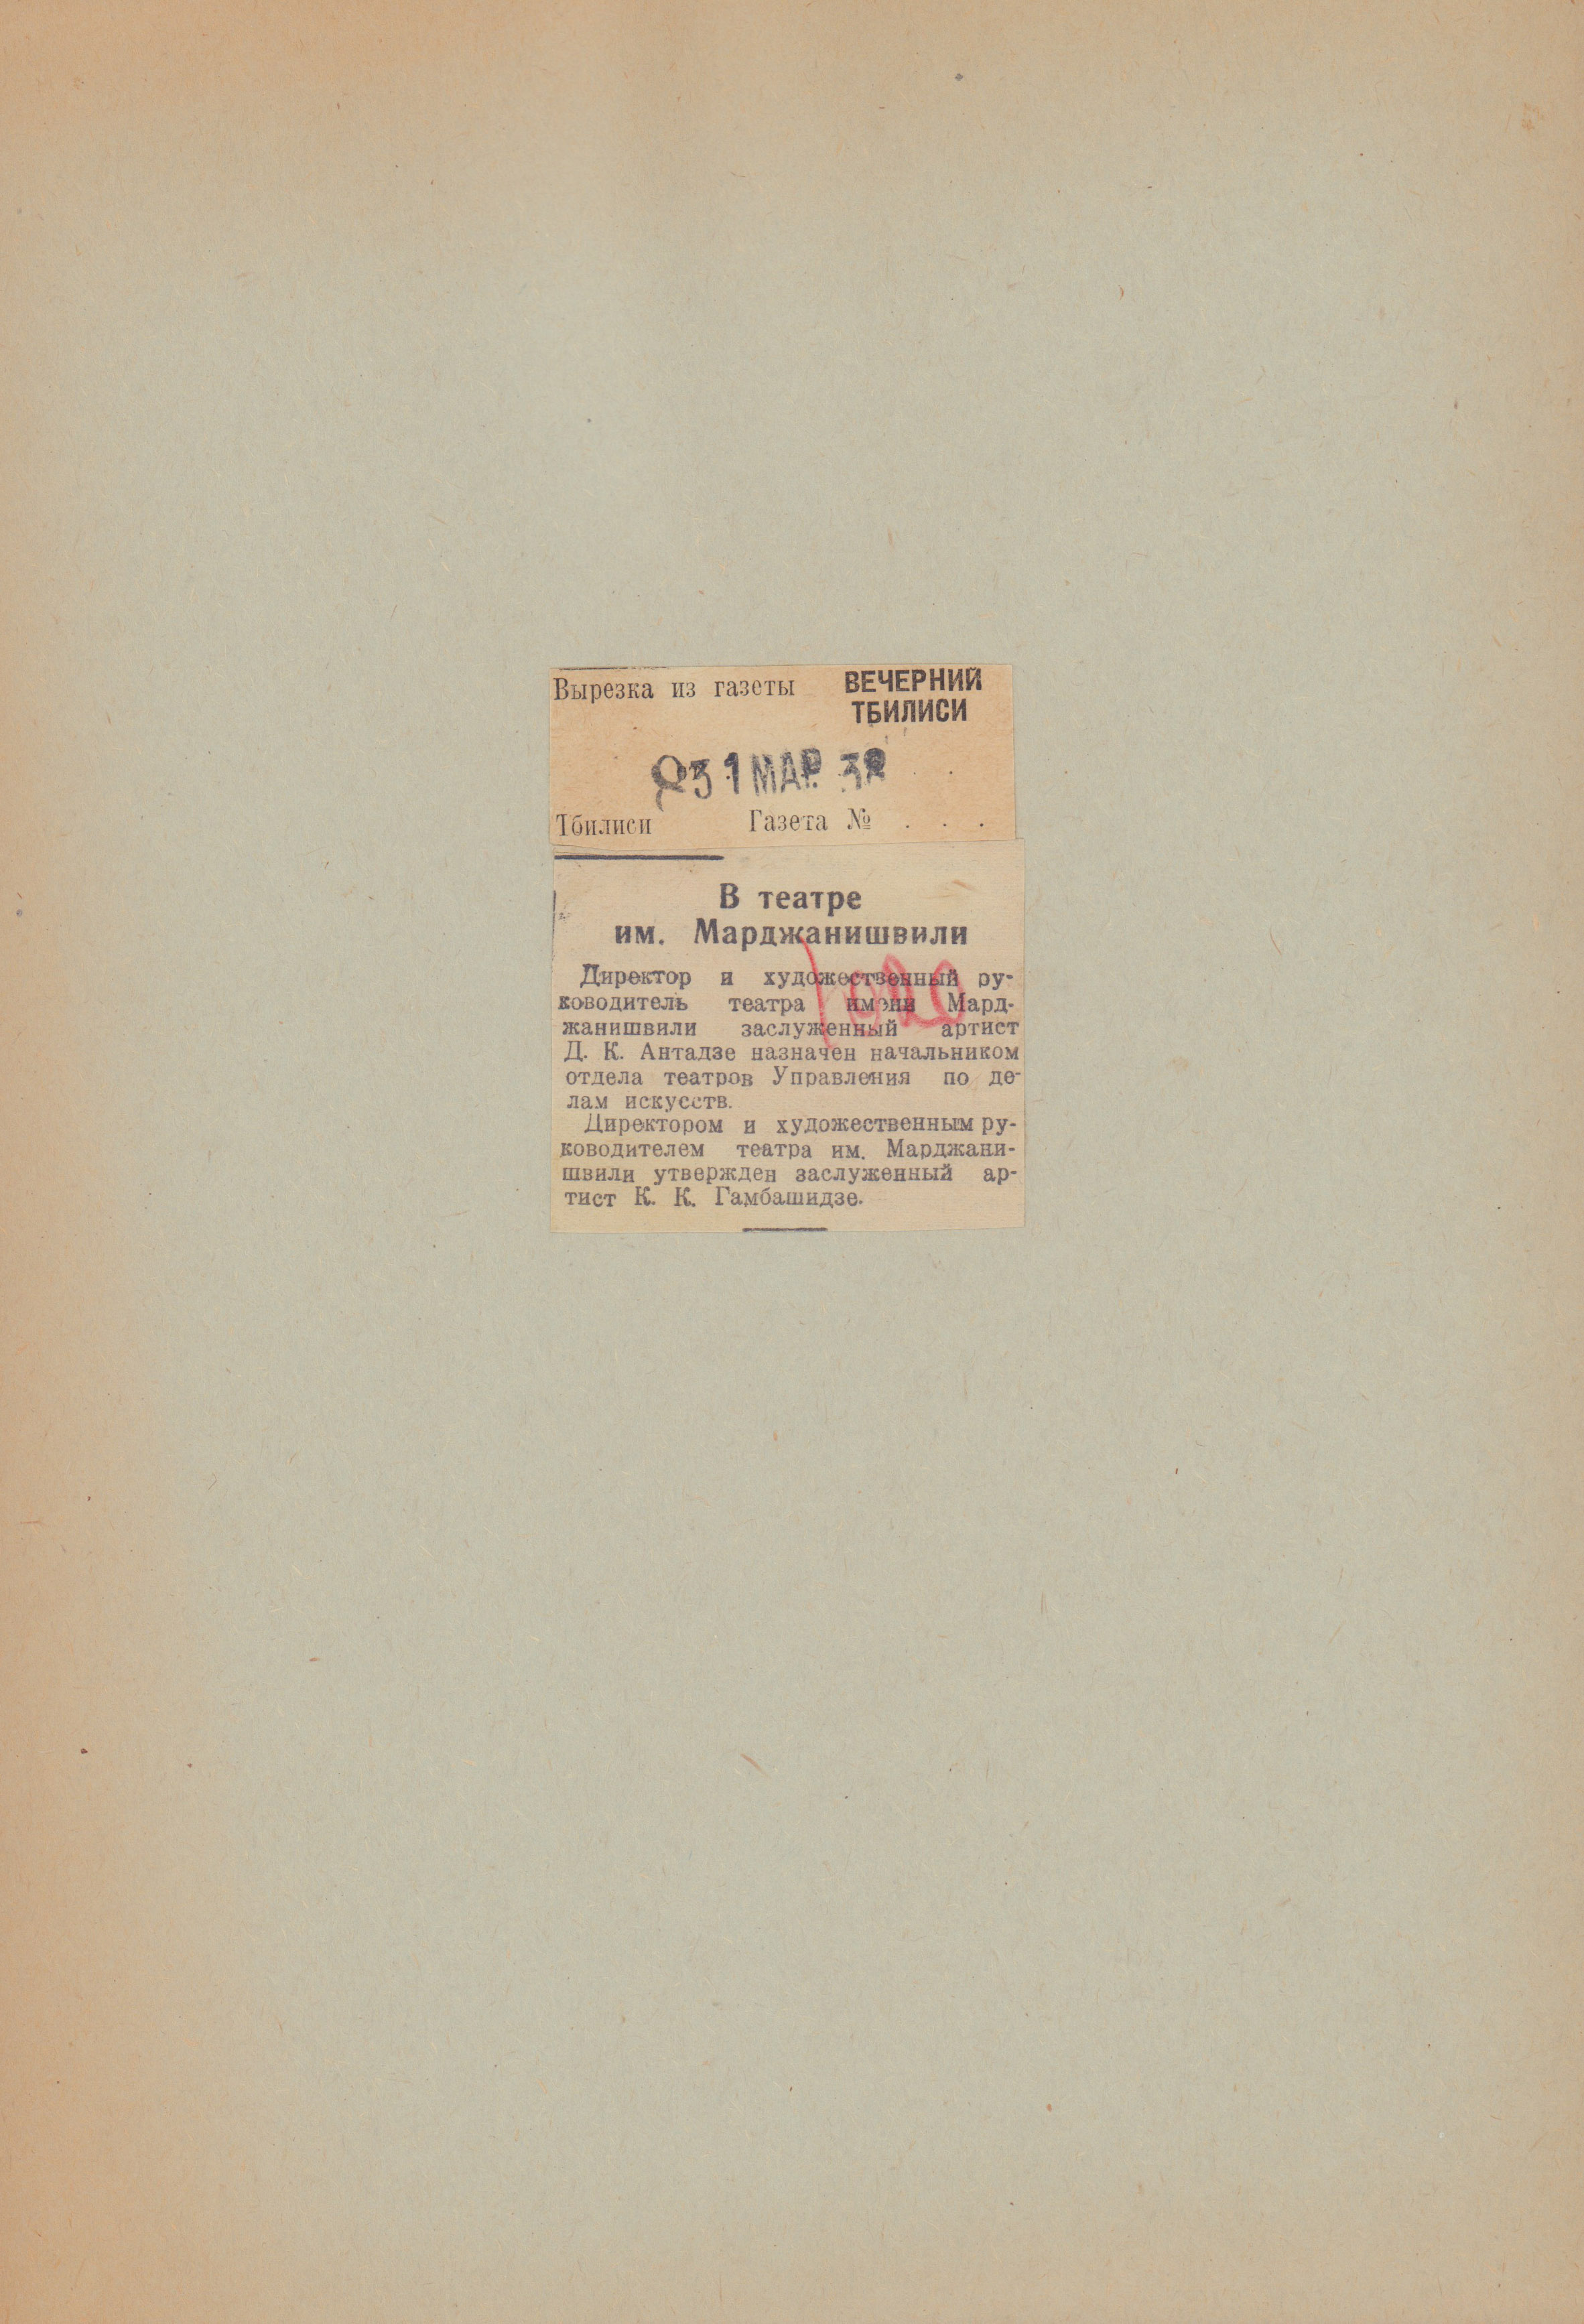 Вырезка из газеты ВЕЧЕРНИЙ
ТБИЛИСИ
31 МАР. 38
Тбилиси Газета № . . .
В театре
им. Марджанишвили
Директор и художественный ру-
ководитель театра имени Мард-
жанишвили заслуженный артист
Д. К. Антадзе назначен начальником
отдела театров Управления по де-
лам искусств.
Директором и художественным ру-
ководителем театра им. Марджани-
швили утвержден заслуженный ар-
тист К. К. Гамбашидзе.